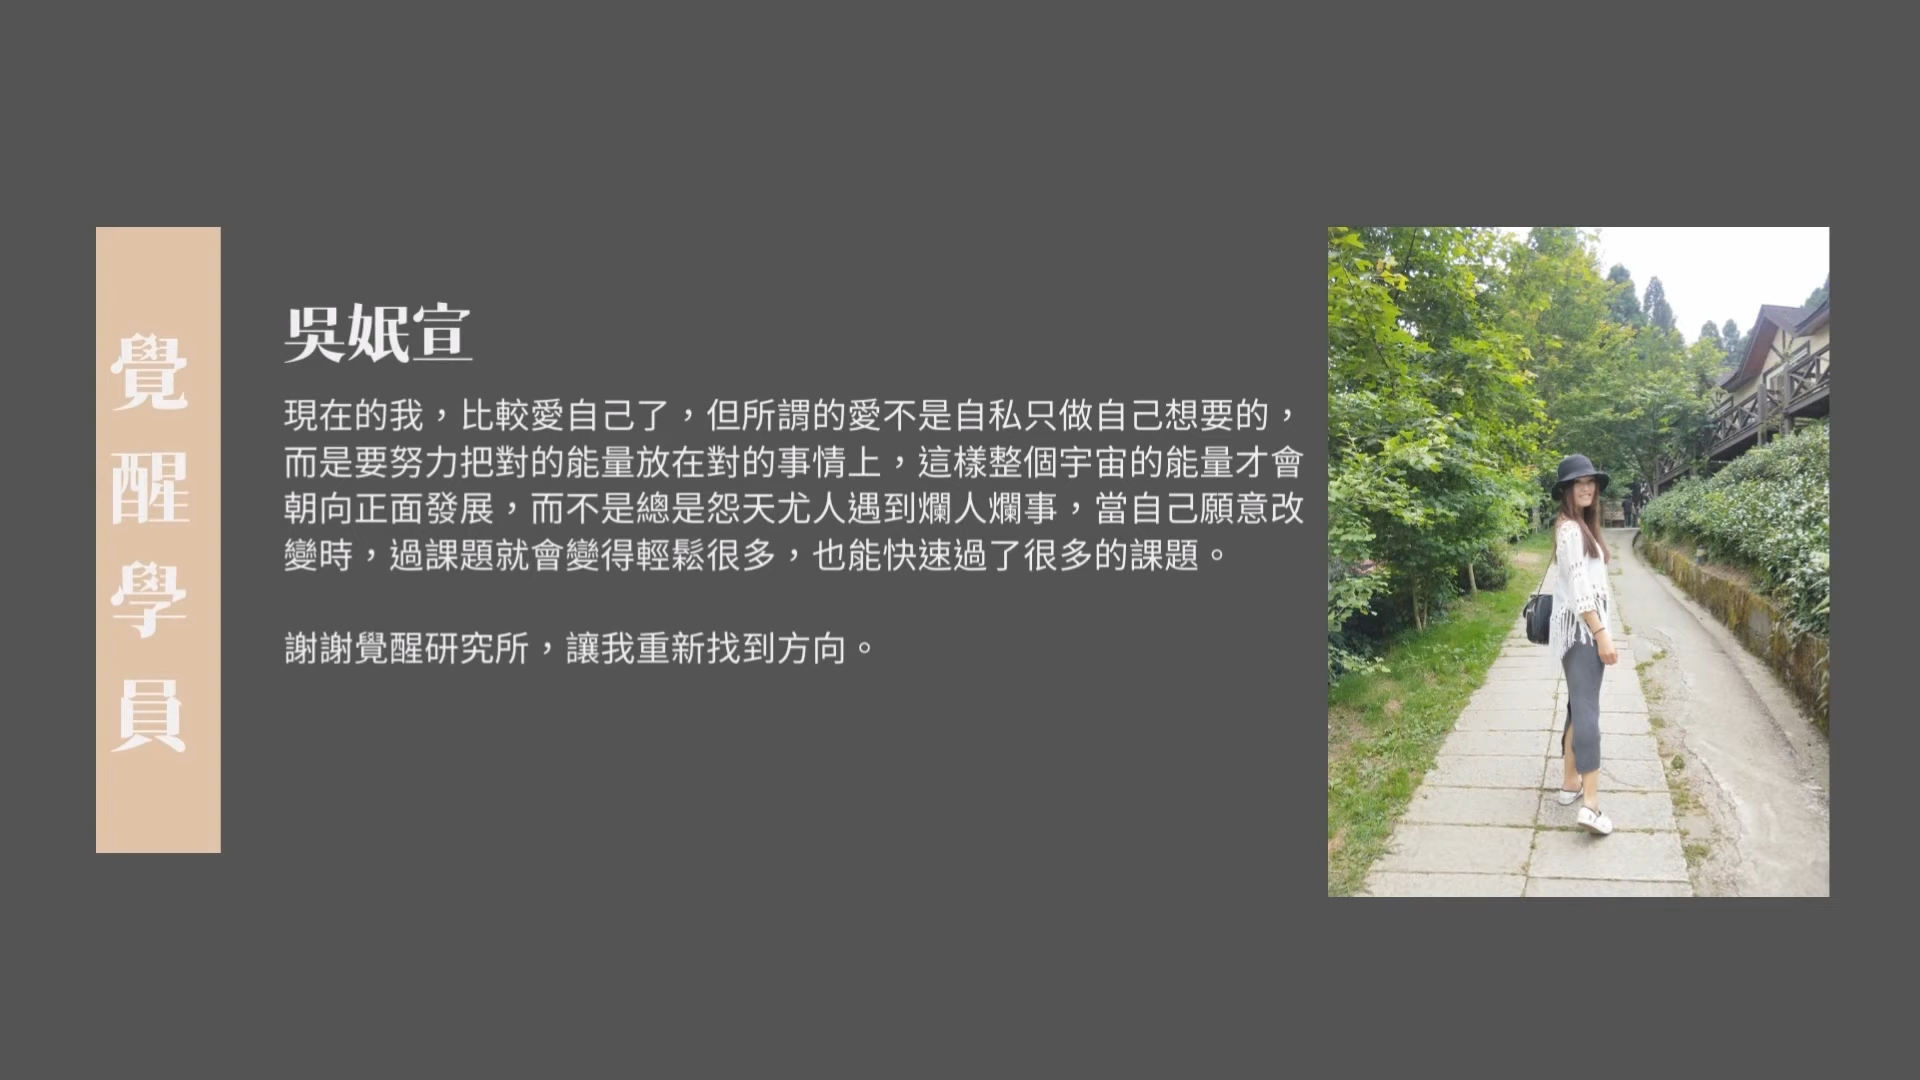 覺醒學員
吳姄宣
現在的我，比較愛自己了，但所謂的愛不是自私只做自己想要的，
而是要努力把對的能量放在對的事情上，這樣整個宇宙的能量才會
朝向正面發展，而不是總是怨天尤人遇到爛人爛事，當自己願意改
變時，過課題就會變得輕鬆很多，也能快速過了很多的課題。
謝謝覺醒研究所，讓我重新找到方向。